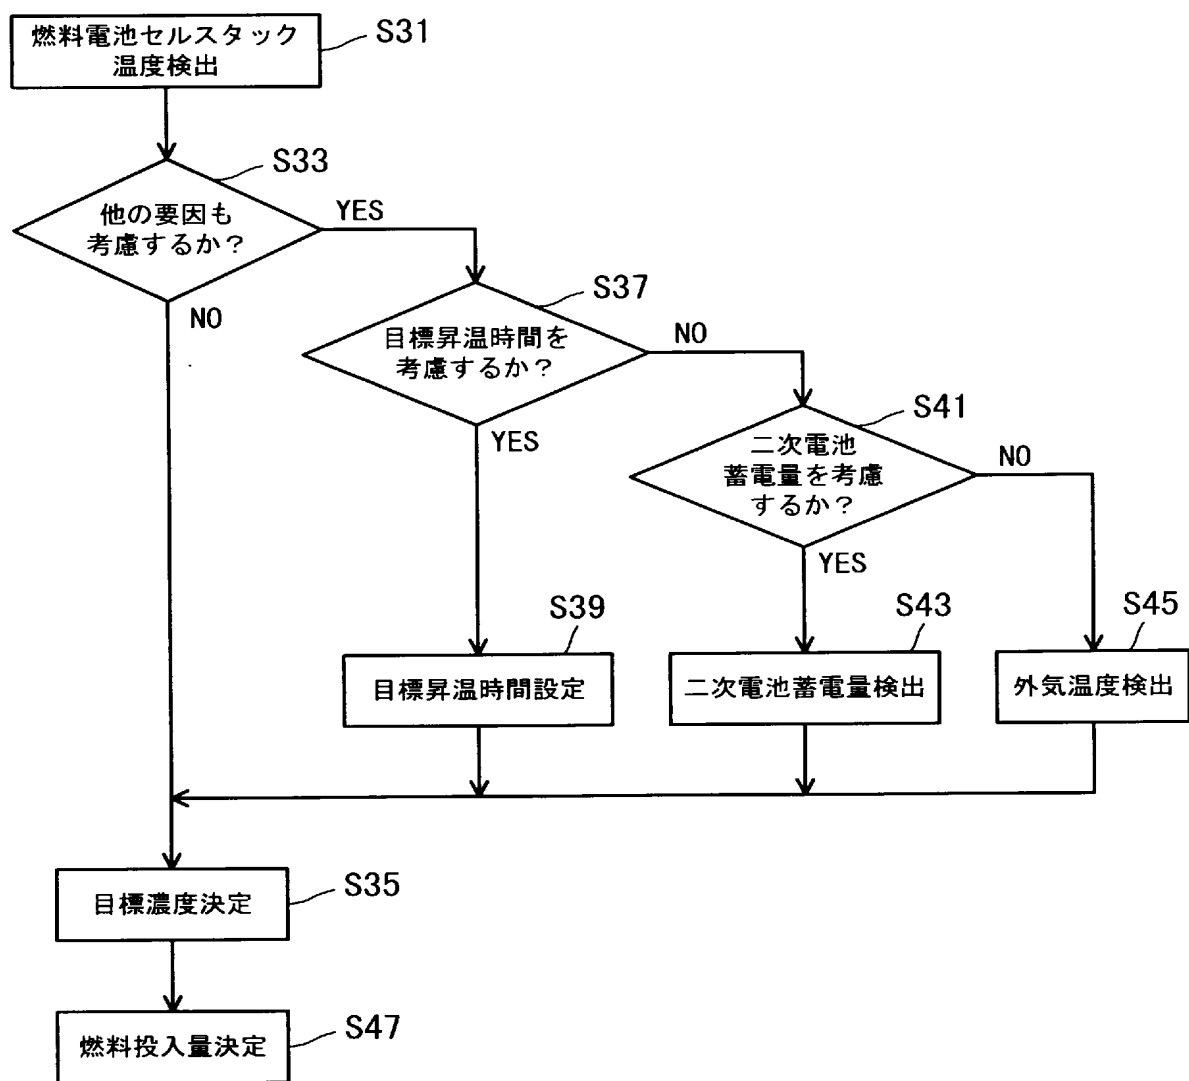 燃料電池セルスタック
温度検出
S31
S33
他の要因も
考慮するか?
YES
NO
S37
目標昇温時間を
考慮するか?
NO
YES
S41
二次電池
蓄電量を考慮
するか?
NO
YES
S39
S43
S45
目標昇温時間設定
二次電池蓄電量検出
外気温度検出
目標濃度決定
S35
燃料投入量決定
S47